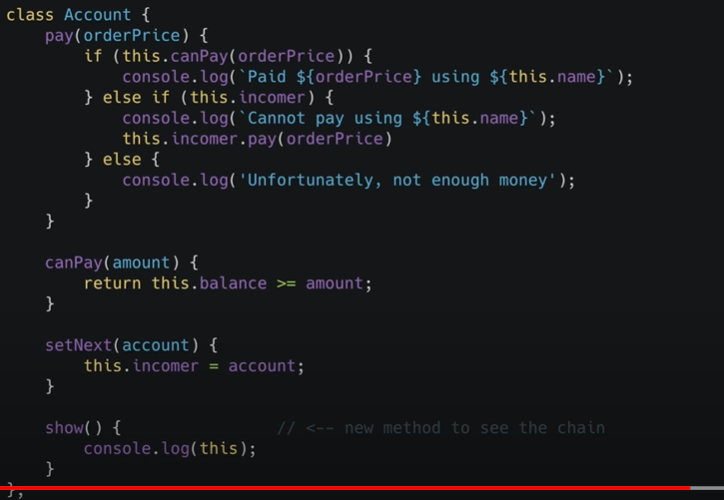 class Account {
    pay(orderPrice) {
        if (this.canPay(orderPrice)) {
            console.log(`Paid ${orderPrice} using ${this.name}`);
        } else if (this.incomer) {
            console.log(`Cannot pay using ${this.name}`);
            this.incomer.pay(orderPrice)
        } else {
            console.log('Unfortunately, not enough money');
        }
    }

    canPay(amount) {
        return this.balance >= amount;
    }

    setNext(account) {
        this.incomer = account;
    }

    show() {                // <-- new method to see the chain
        console.log(this);
    }
};